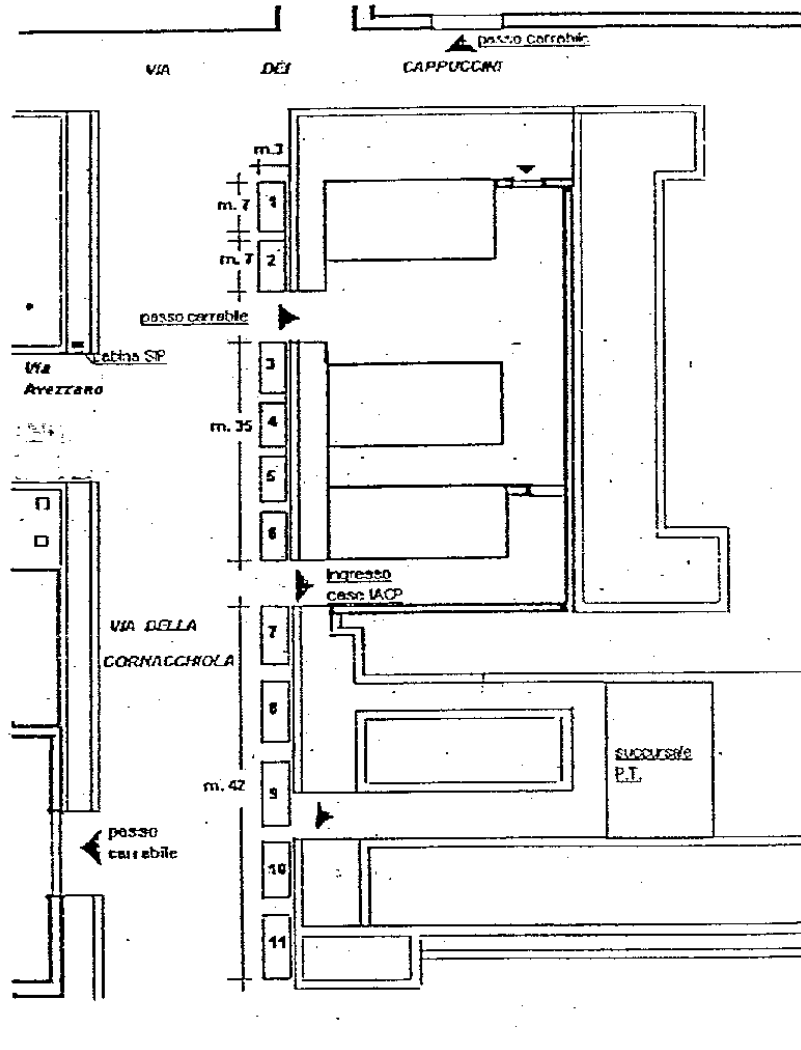 passo carrabile
VIA DEI CAPPUCCINI
m.3
m. 7
1
m. 7
2
passo carrabile
cabina SIP
3
Via
Avezzano
m. 35
4
5
6
Ingresso
case IACP
7
VIA DELLA
CORNACCHIOLA
8
succursale
P.T.
m. 42
9
passo
carrabile
10
11